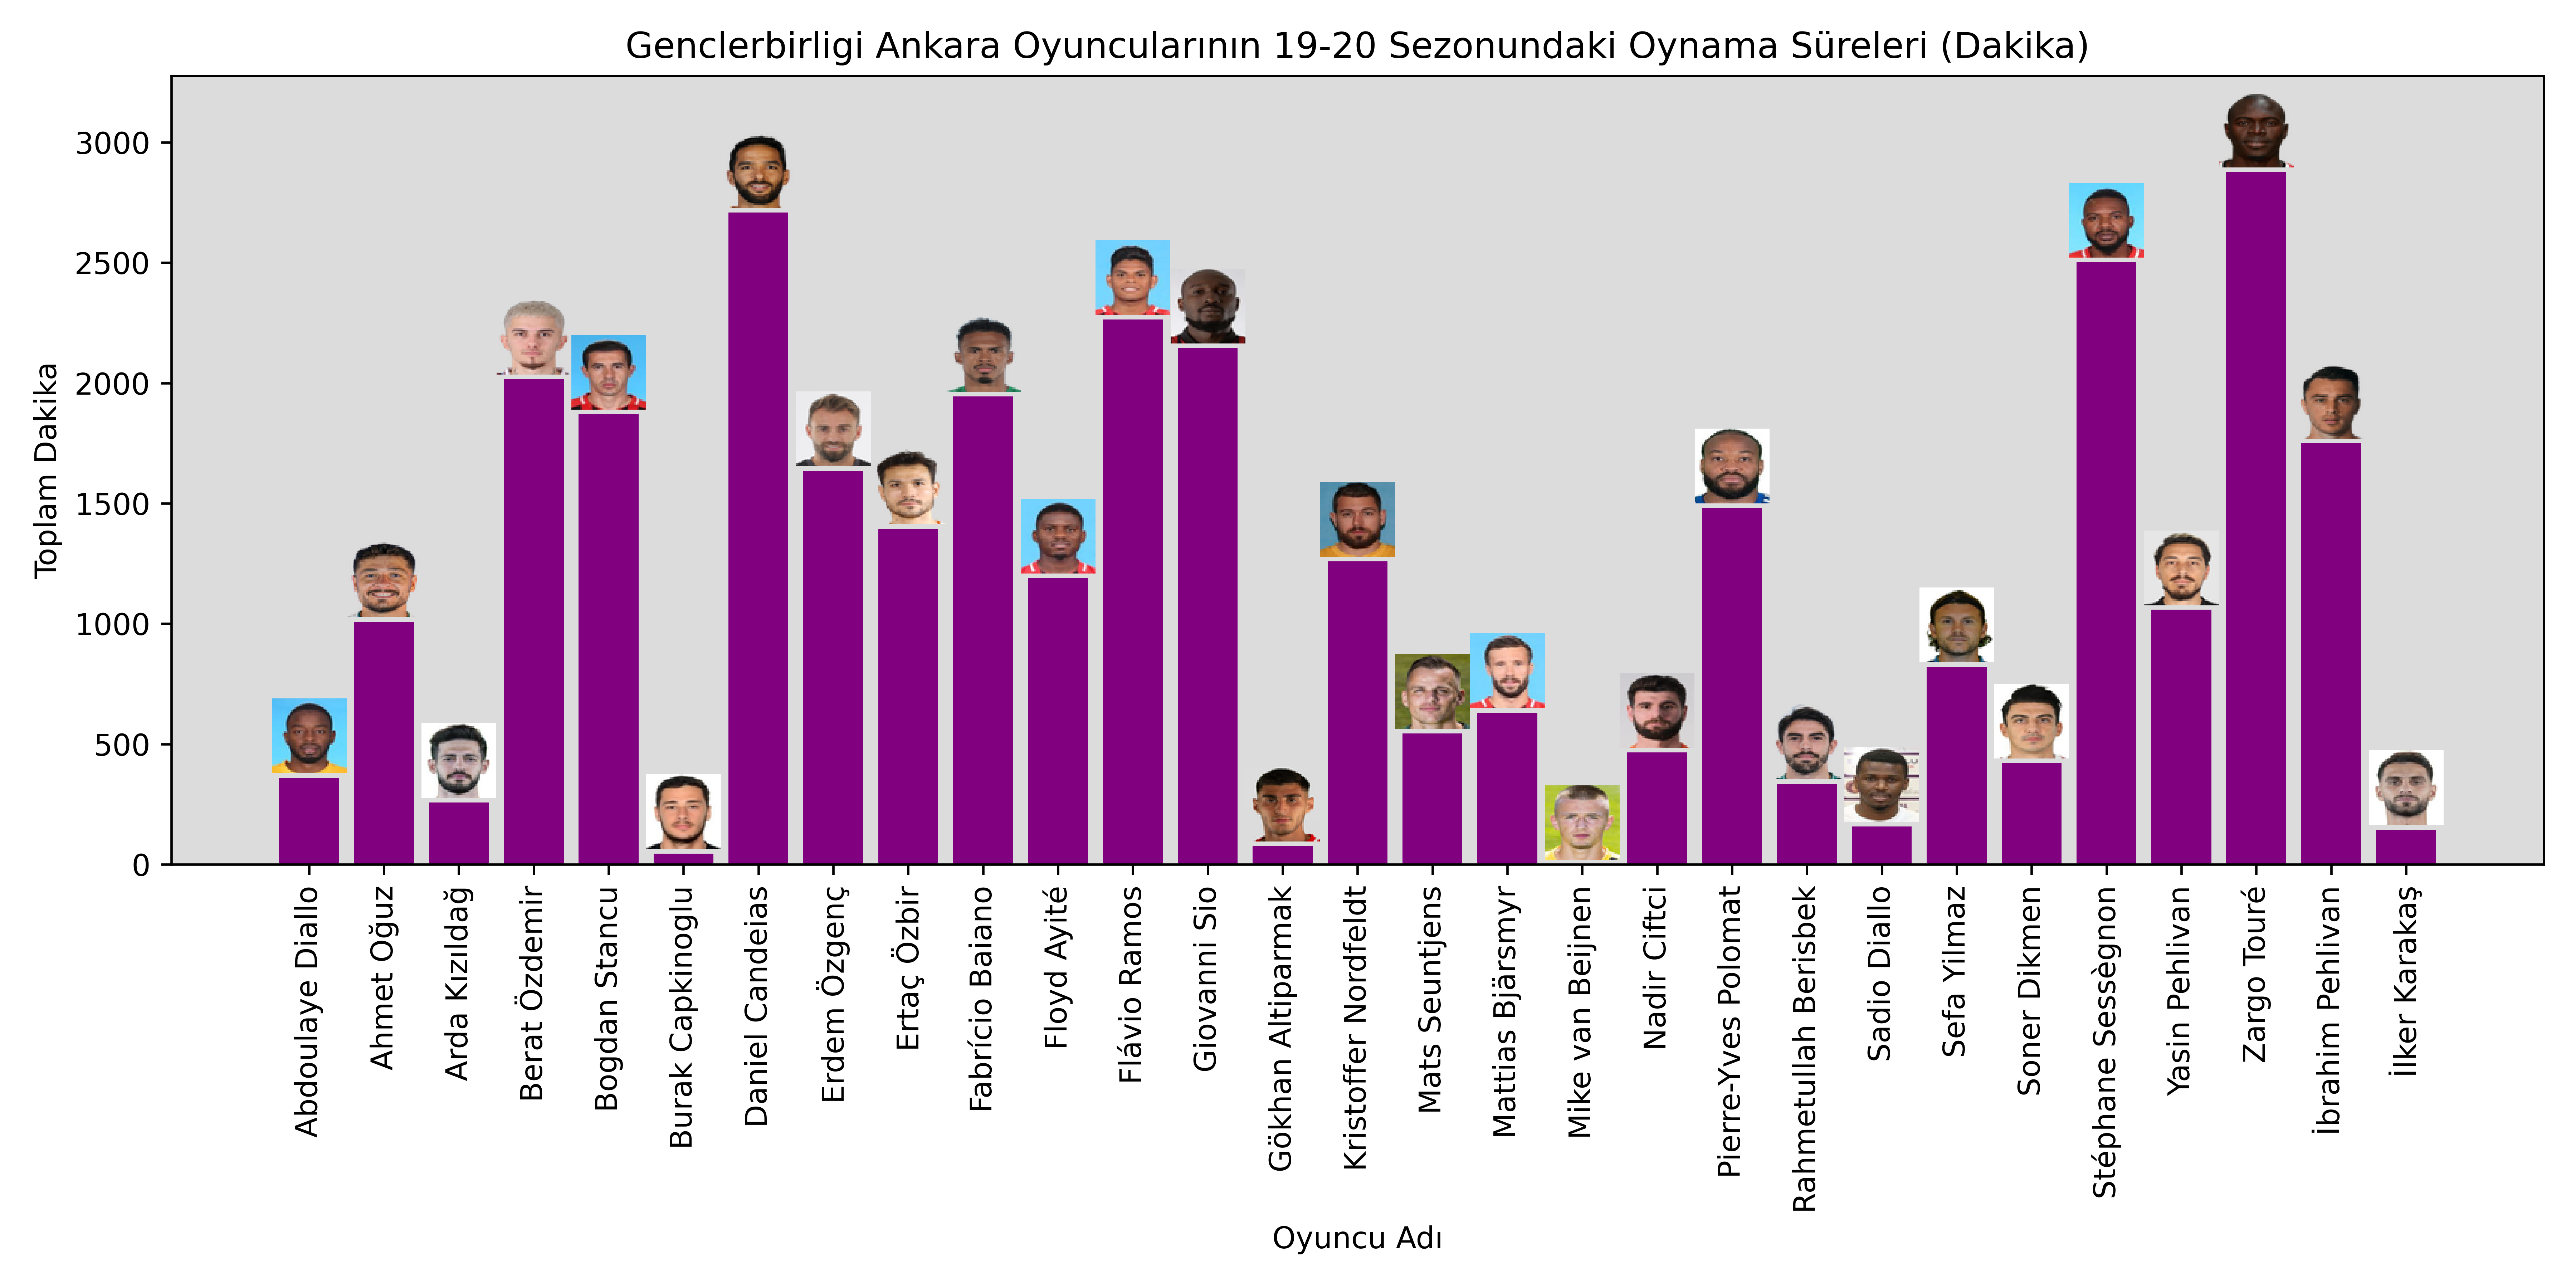 Genclerbirligi Ankara Oyuncularının 19-20 Sezonundaki Oynama Süreleri (Dakika)
Toplam Dakika
3000
2500
2000
1500
1000
500
0
Abdoulaye Diallo
Ahmet Oğuz
Arda Kızıldağ
Berat Özdemir
Bogdan Stancu
Burak Capkinoglu
Daniel Candeias
Erdem Özgenç
Ertaç Özbir
Fabrício Baiano
Floyd Ayité
Flávio Ramos
Giovanni Sio
Gökhan Altiparmak
Kristoffer Nordfeldt
Mats Seuntjens
Mattias Bjärsmyr
Mike van Beijnen
Nadir Ciftci
Pierre-Yves Polomat
Rahmetullah Berisbek
Sadio Diallo
Sefa Yilmaz
Soner Dikmen
Stéphane Sessègnon
Yasin Pehlivan
Zargo Touré
İbrahim Pehlivan
İlker Karakaş
Oyuncu Adı